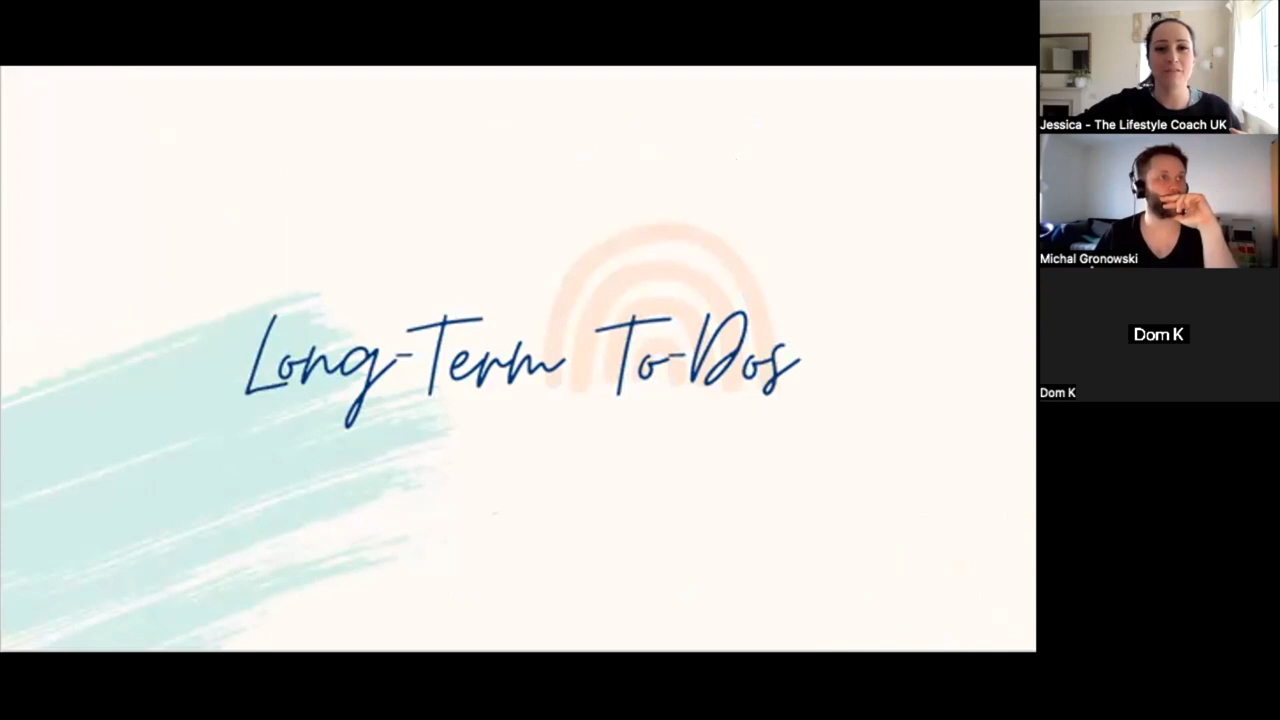 Long-Term To-Dos
Jessica - The Lifestyle Coach UK
Michal Gronowski
Dom K
Dom K